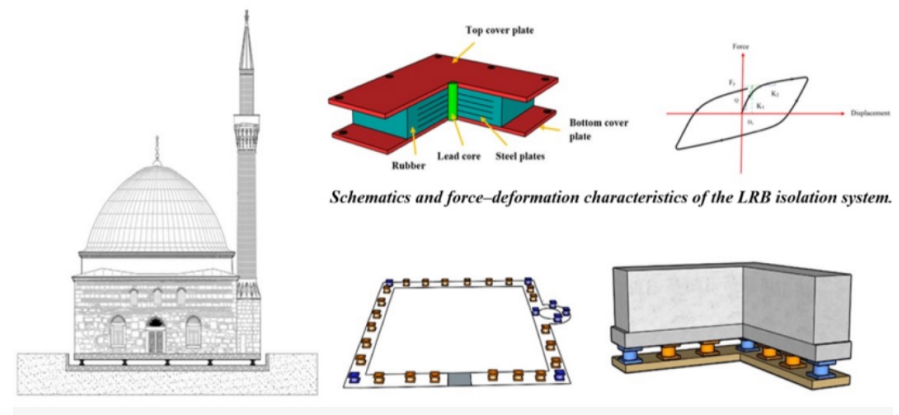 Top cover plate
Bottom cover
plate
Rubber
Lead core
Steel plates
Force
Displacement
Schematics and force–deformation characteristics of the LRB isolation system.